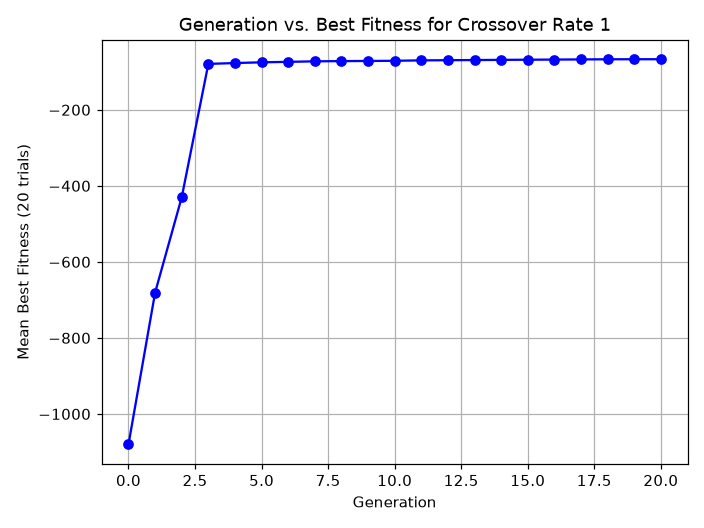 Generation vs. Best Fitness for Crossover Rate 1
Mean Best Fitness (20 trials)
−200
−400
−600
−800
−1000
0.0 2.5 5.0 7.5 10.0 12.5 15.0 17.5 20.0
Generation